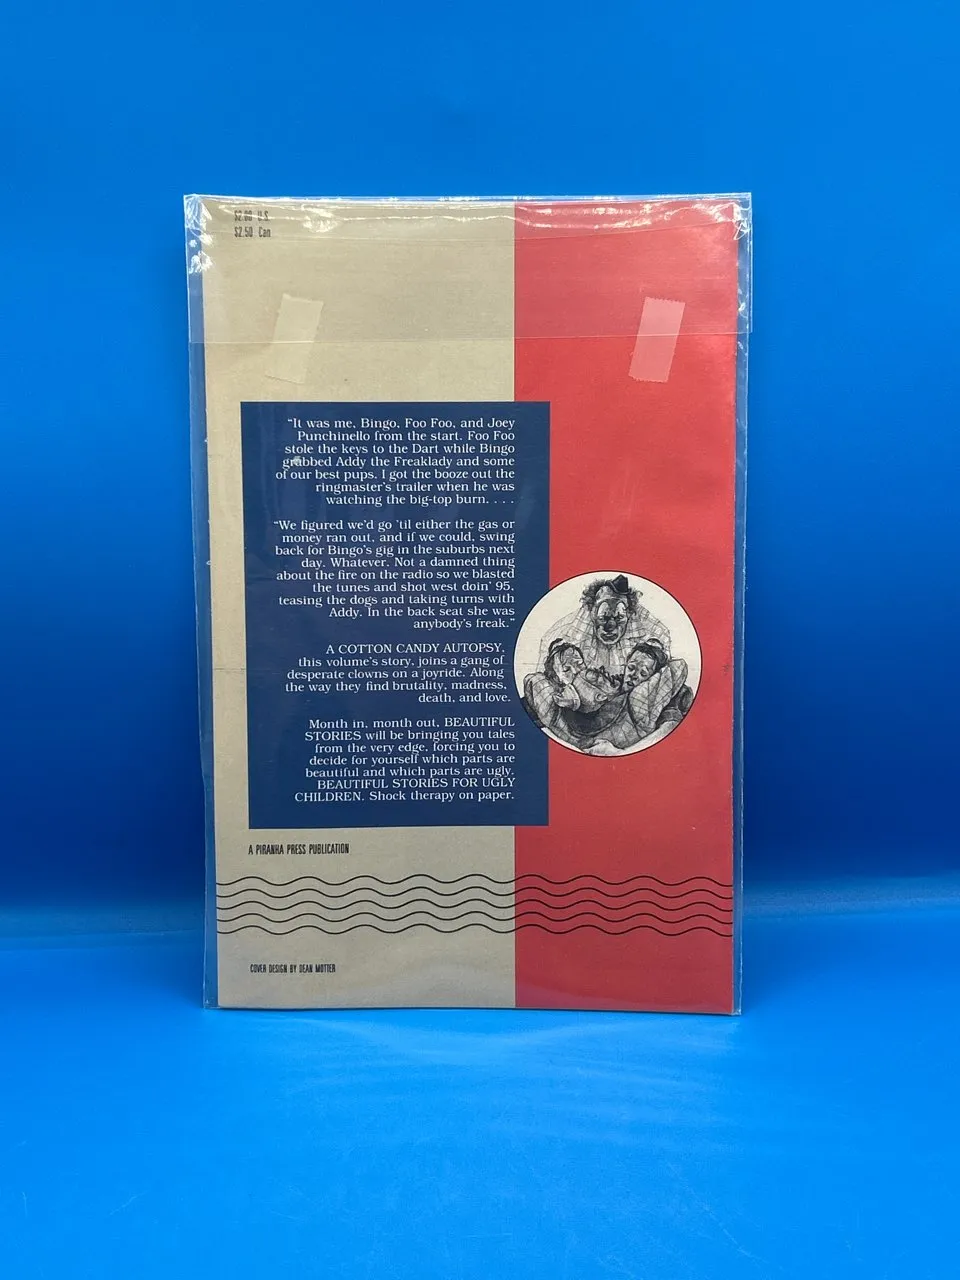 $2.00 U.S.
$2.50 Can
“It was me, Bingo, Foo Foo, and Joey
Punchinello from the start. Foo Foo
stole the keys to the Dart while Bingo
grabbed Addy the Freaklady and some
of our best pups. I got the booze out the
ringmaster’s trailer when he was
watching the big-top burn. . . .
“We figured we’d go ’til either the gas or
money ran out, and if we could, swing
back for Bingo’s gig in the suburbs next
day. Whatever. Not a damned thing
about the fire on the radio so we blasted
the tunes and shot west doin’ 95,
teasing the dogs and taking turns with
Addy. In the back seat she was
anybody’s freak.”
A COTTON CANDY AUTOPSY,
this volume’s story, joins a gang of
desperate clowns on a joyride. Along
the way they find brutality, madness,
death, and love.
Month in, month out, BEAUTIFUL
STORIES will be bringing you tales
from the very edge, forcing you to
decide for yourself which parts are
beautiful and which parts are ugly.
BEAUTIFUL STORIES FOR UGLY
CHILDREN. Shock therapy on paper.
A PIRANHA PRESS PUBLICATION
COVER DESIGN BY DEAN MOTTER